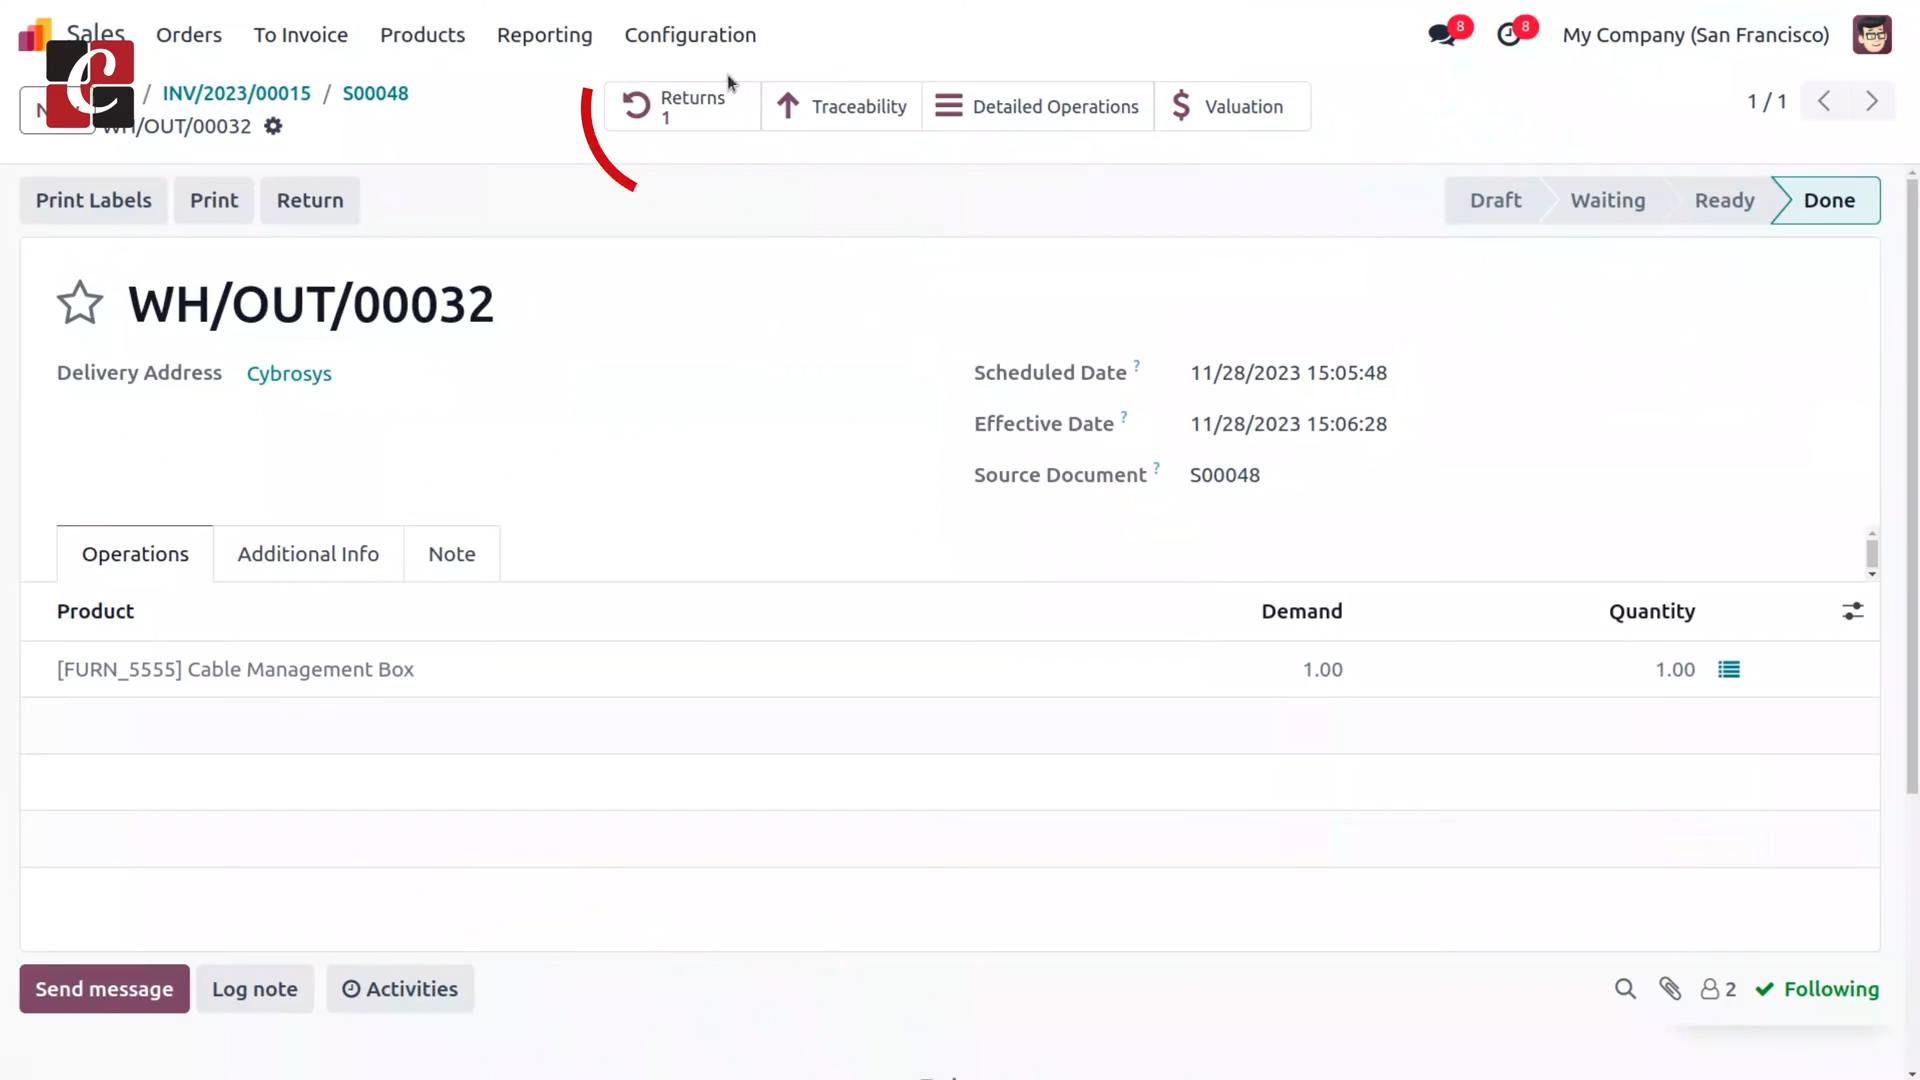 Sales Orders To Invoice Products Reporting Configuration 8 8 My Company (San Francisco)
/ INV/2023/00015 / S00048
WH/OUT/00032
Returns
1
Traceability Detailed Operations $ Valuation
1 / 1
Print Labels Print Return Draft Waiting Ready Done
WH/OUT/00032
Delivery Address Cybrosys
Scheduled Date ? 11/28/2023 15:05:48
Effective Date ? 11/28/2023 15:06:28
Source Document ? S00048
Operations Additional Info Note
Product Demand Quantity
[FURN_5555] Cable Management Box 1.00 1.00
Send message Log note Activities 2 Following